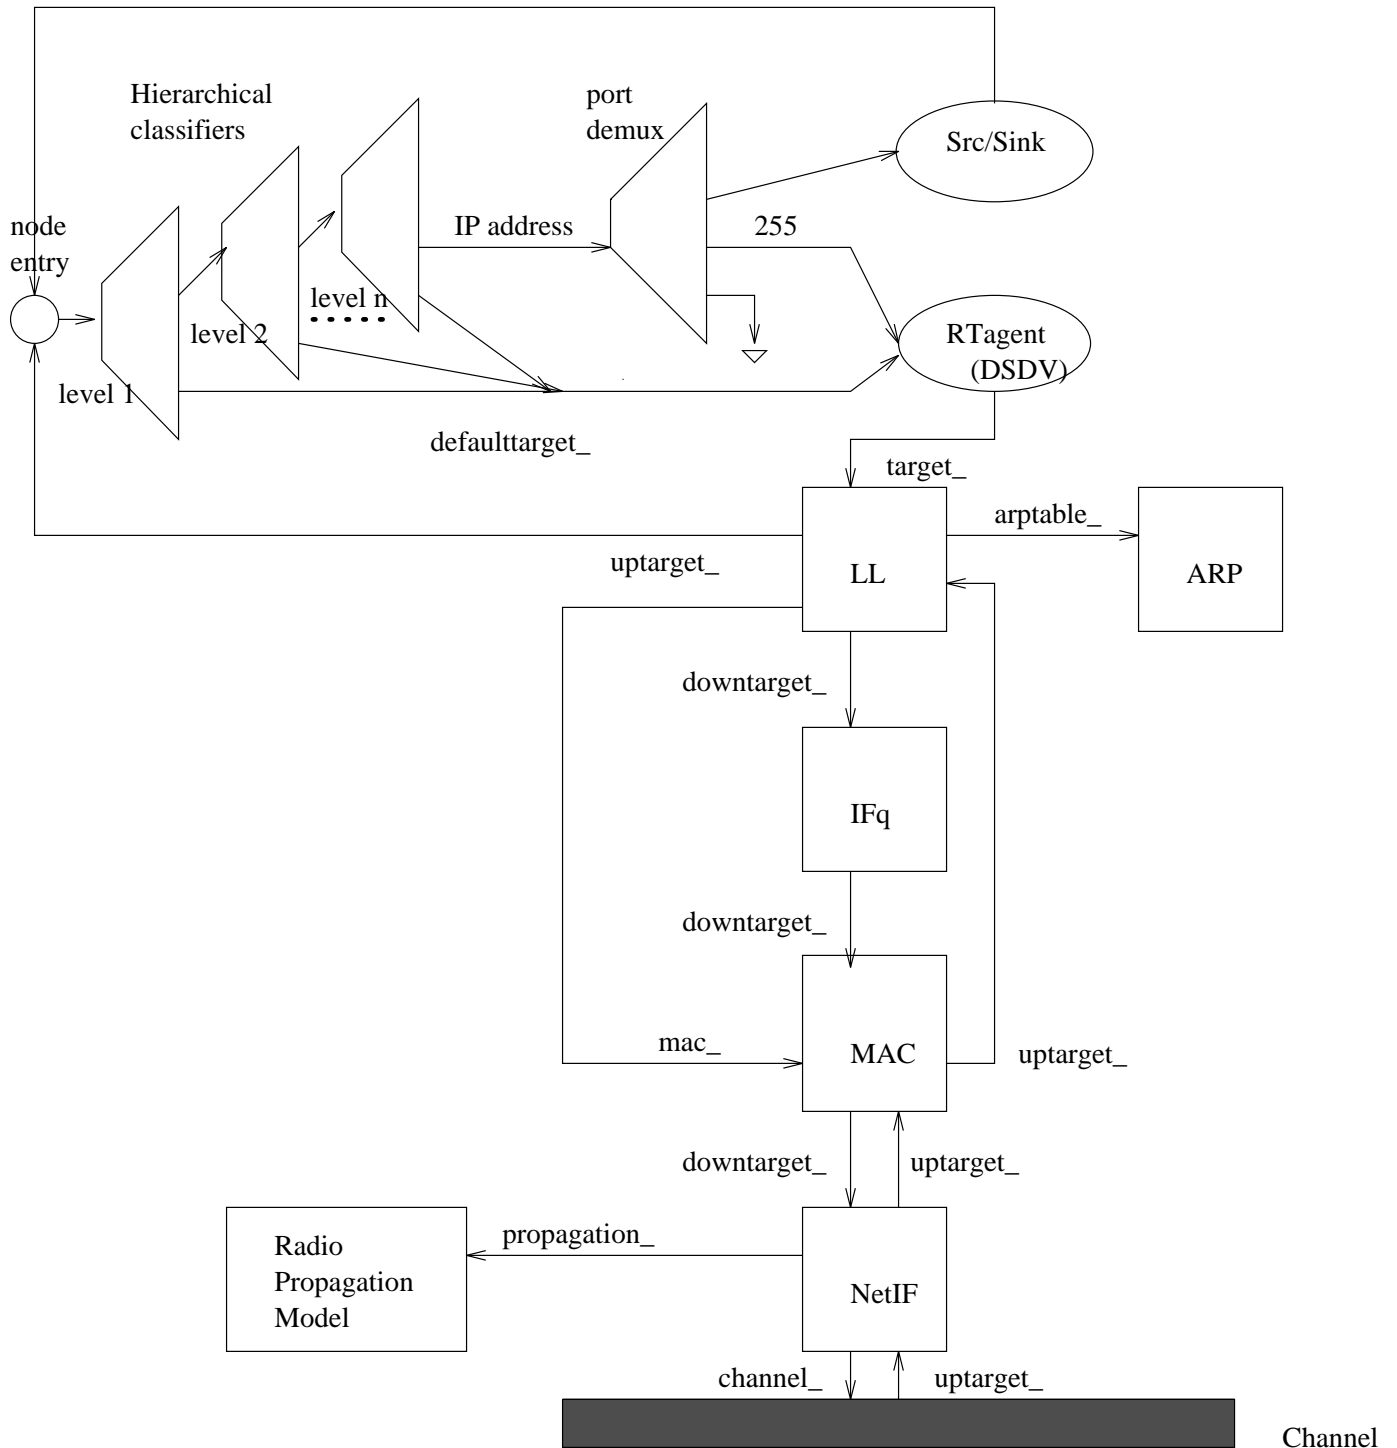 Hierarchical
classifiers
port
demux
Src/Sink
node
entry
IP address
255
level n
level 2
level 1
RTagent
(DSDV)
defaulttarget_
target_
arptable_
uptarget_
LL
ARP
downtarget_
IFq
downtarget_
mac_
MAC
uptarget_
downtarget_
uptarget_
propagation_
Radio
Propagation
Model
NetIF
channel_
uptarget_
Channel